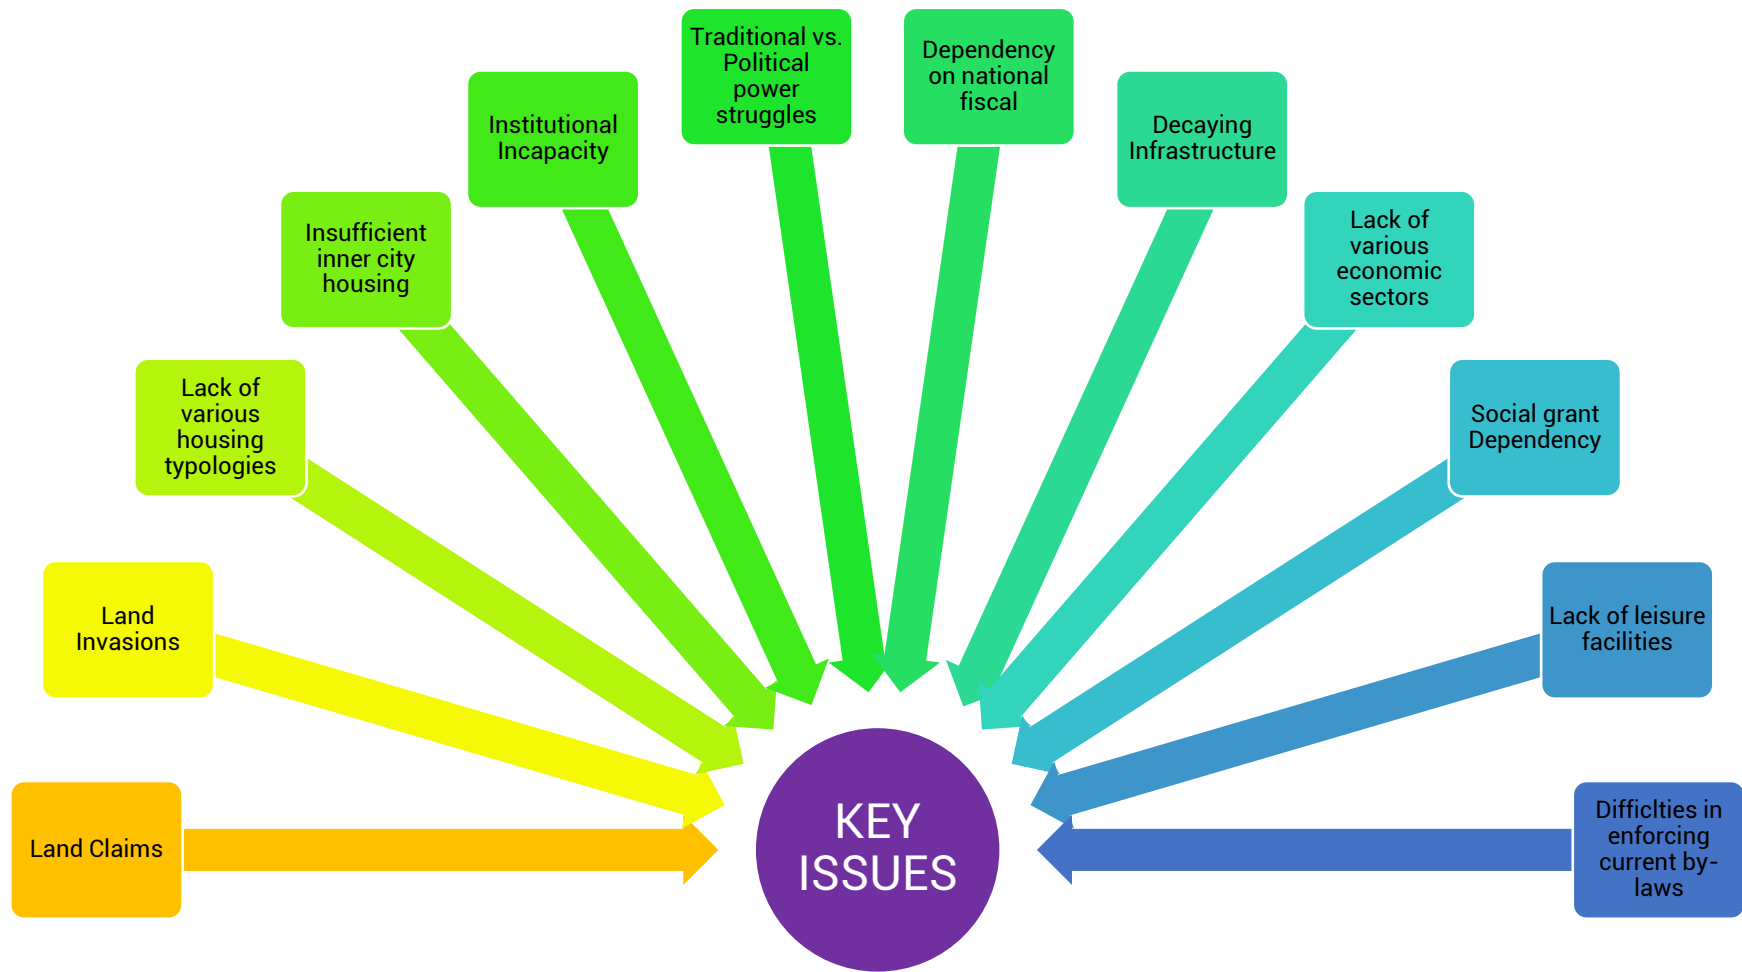 Traditional vs.
Political
power
struggles
Dependency
on national
fiscal
Institutional
Incapacity
Decaying
Infrastructure
Insufficient
inner city
housing
Lack of
various
economic
sectors
Lack of
various
housing
typologies
Social grant
Dependency
Land
Invasions
Lack of leisure
facilities
Land Claims
KEY
ISSUES
Difficlties in
enforcing
current by-
laws